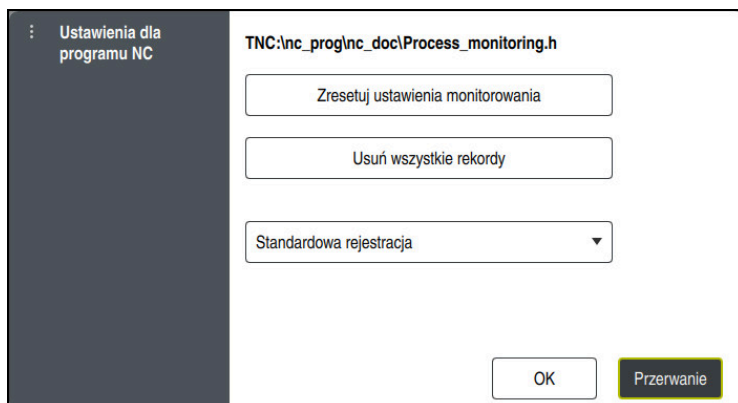 Ustawienia dla
programu NC
TNC:\nc_prog\nc_doc\Process_monitoring.h
Zresetuj ustawienia monitorowania
Usuń wszystkie rekordy
Standardowa rejestracja
OK
Przerwanie